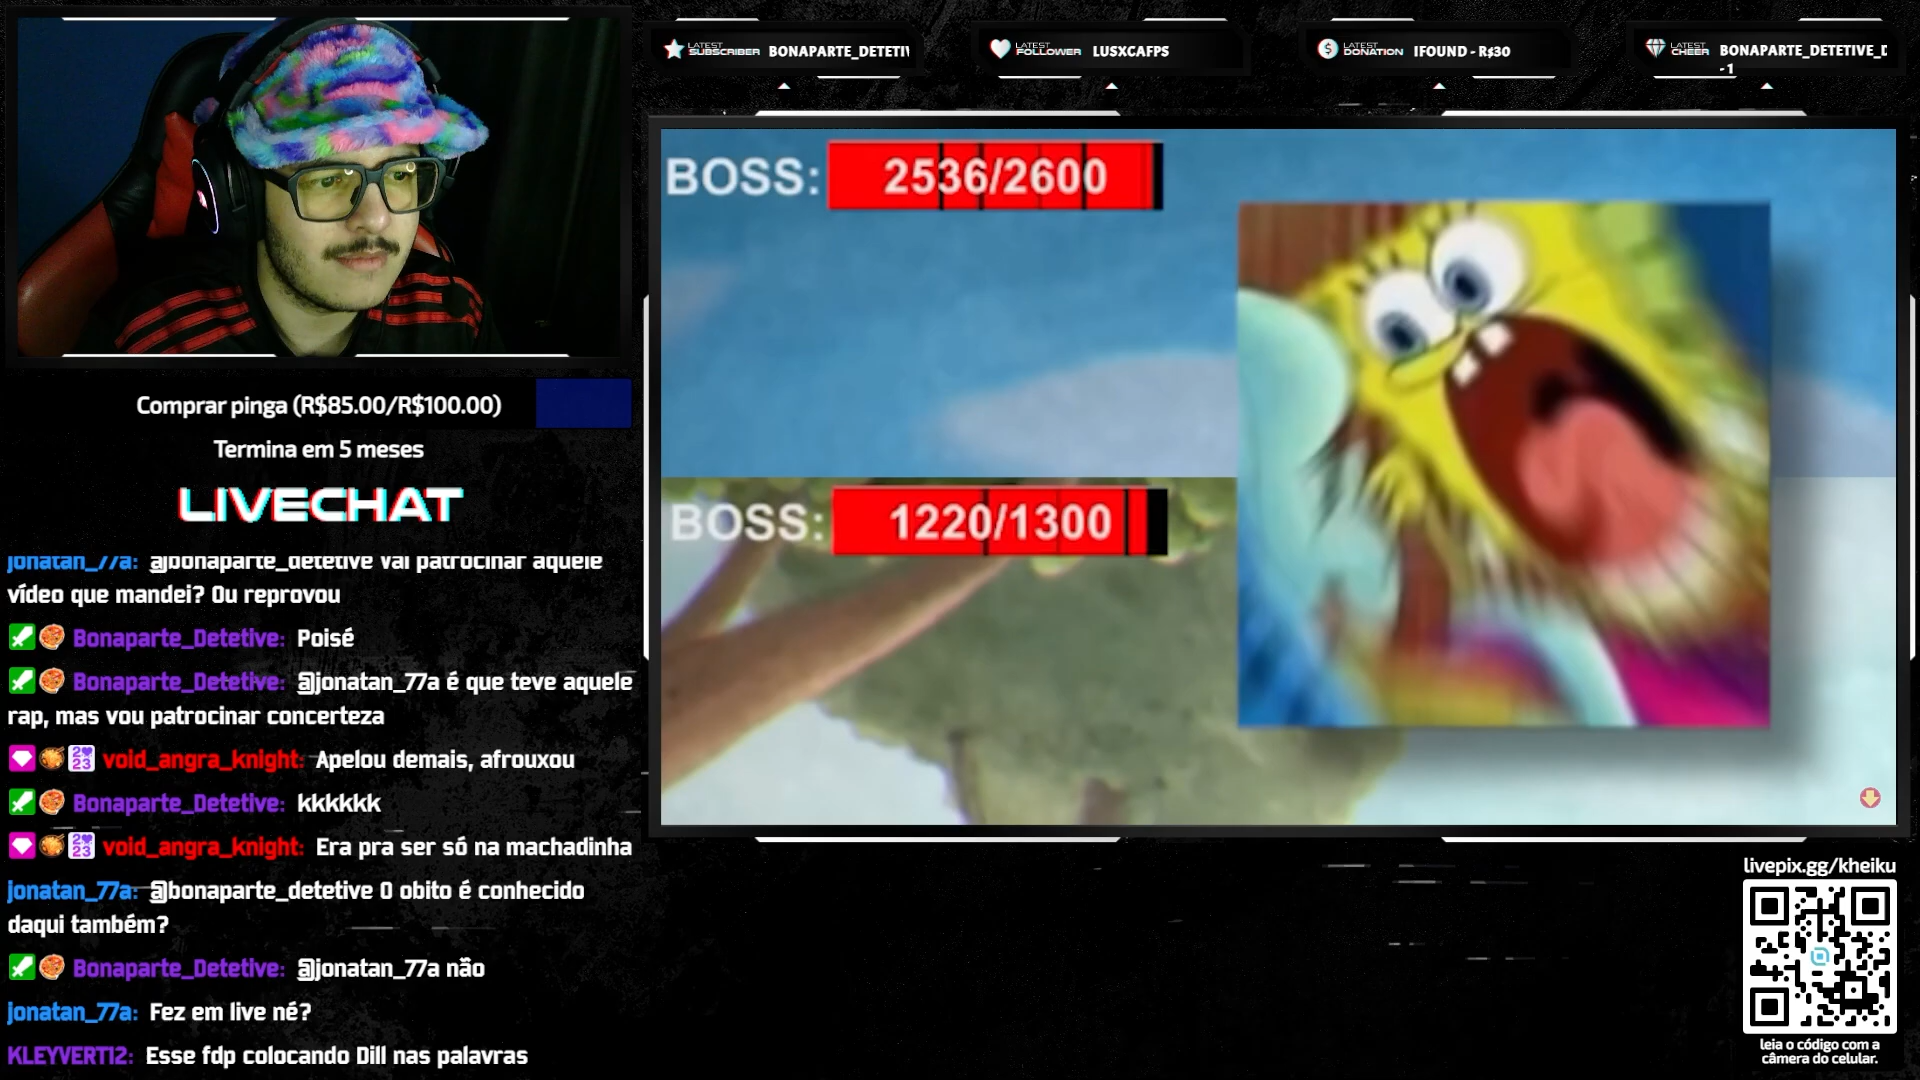 LATEST SUBSCRIBER BONAPARTE_DETETIV
LATEST FOLLOWER LUSXCAFPS
LATEST DONATION IFOUND - R$30
LATEST CHEER BONAPARTE_DETETIVE_D
-1
BOSS: 2536/2600
BOSS: 1220/1300
Comprar pinga (R$85.00/R$100.00)
Termina em 5 meses
LIVECHAT
jonatan_77a: @bonaparte_detetive vai patrocinar aquele
vídeo que mandei? Ou reprovou
Bonaparte_Detetive: Poisé
Bonaparte_Detetive: @jonatan_77a é que teve aquele
rap, mas vou patrocinar concerteza
2023 void_angra_knight: Apelou demais, afrouxou
Bonaparte_Detetive: kkkkkk
2023 void_angra_knight: Era pra ser só na machadinha
jonatan_77a: @bonaparte_detetive O obito é conhecido
daqui também?
Bonaparte_Detetive: @jonatan_77a não
jonatan_77a: Fez em live né?
KLEYVERT12: Esse fdp colocando Dill nas palavras
livepix.gg/kheiku
leia o código com a
câmera do celular.